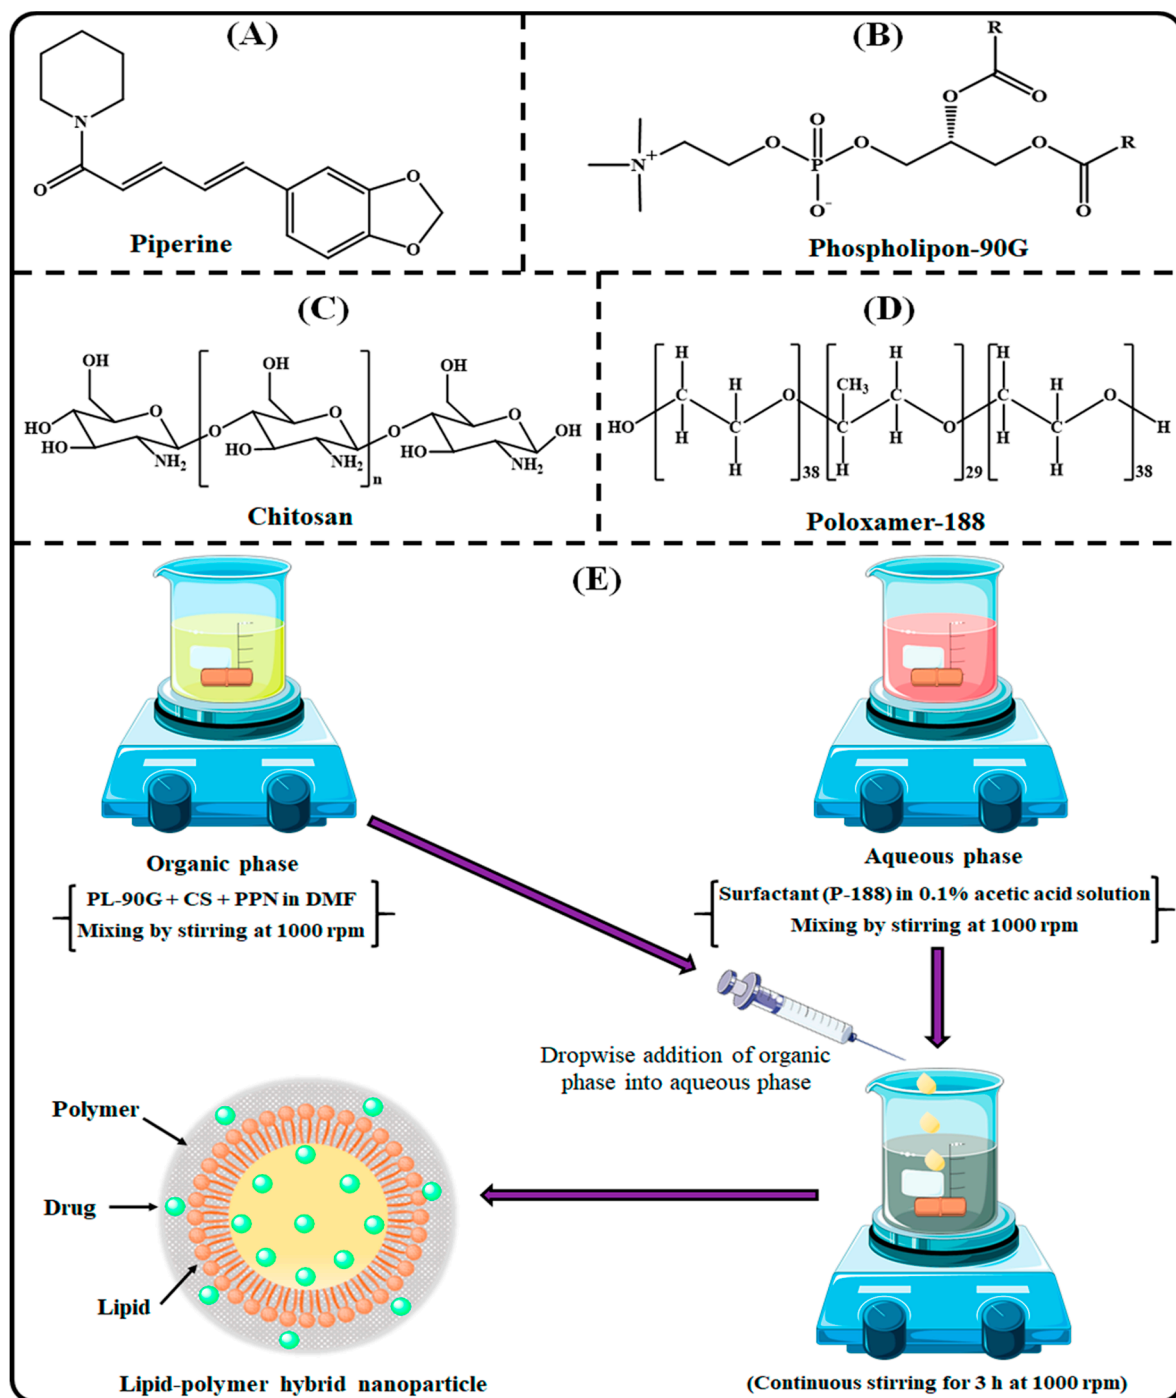 (A)
N
O
O
O
Piperine
(B)
R
O
O
O
N+
O
P
O
O-
O
R
O
Phospholipon-90G
(C)
OH
OH
OH
HO
O
O
O
O
O
OH
HO
NH2
HO
NH2
n
HO
NH2
Chitosan
(D)
H
H
O
CH3
H
H
H
O
C
C
C
C
C
C
HO
H
H
38
H
H
O
29
H
H
38
H
Poloxamer-188
(E)
Organic phase
PL-90G + CS + PPN in DMF
Mixing by stirring at 1000 rpm
Aqueous phase
Surfactant (P-188) in 0.1% acetic acid solution
Mixing by stirring at 1000 rpm
Dropwise addition of organic
phase into aqueous phase
Polymer
Drug
Lipid
Lipid-polymer hybrid nanoparticle
(Continuous stirring for 3 h at 1000 rpm)